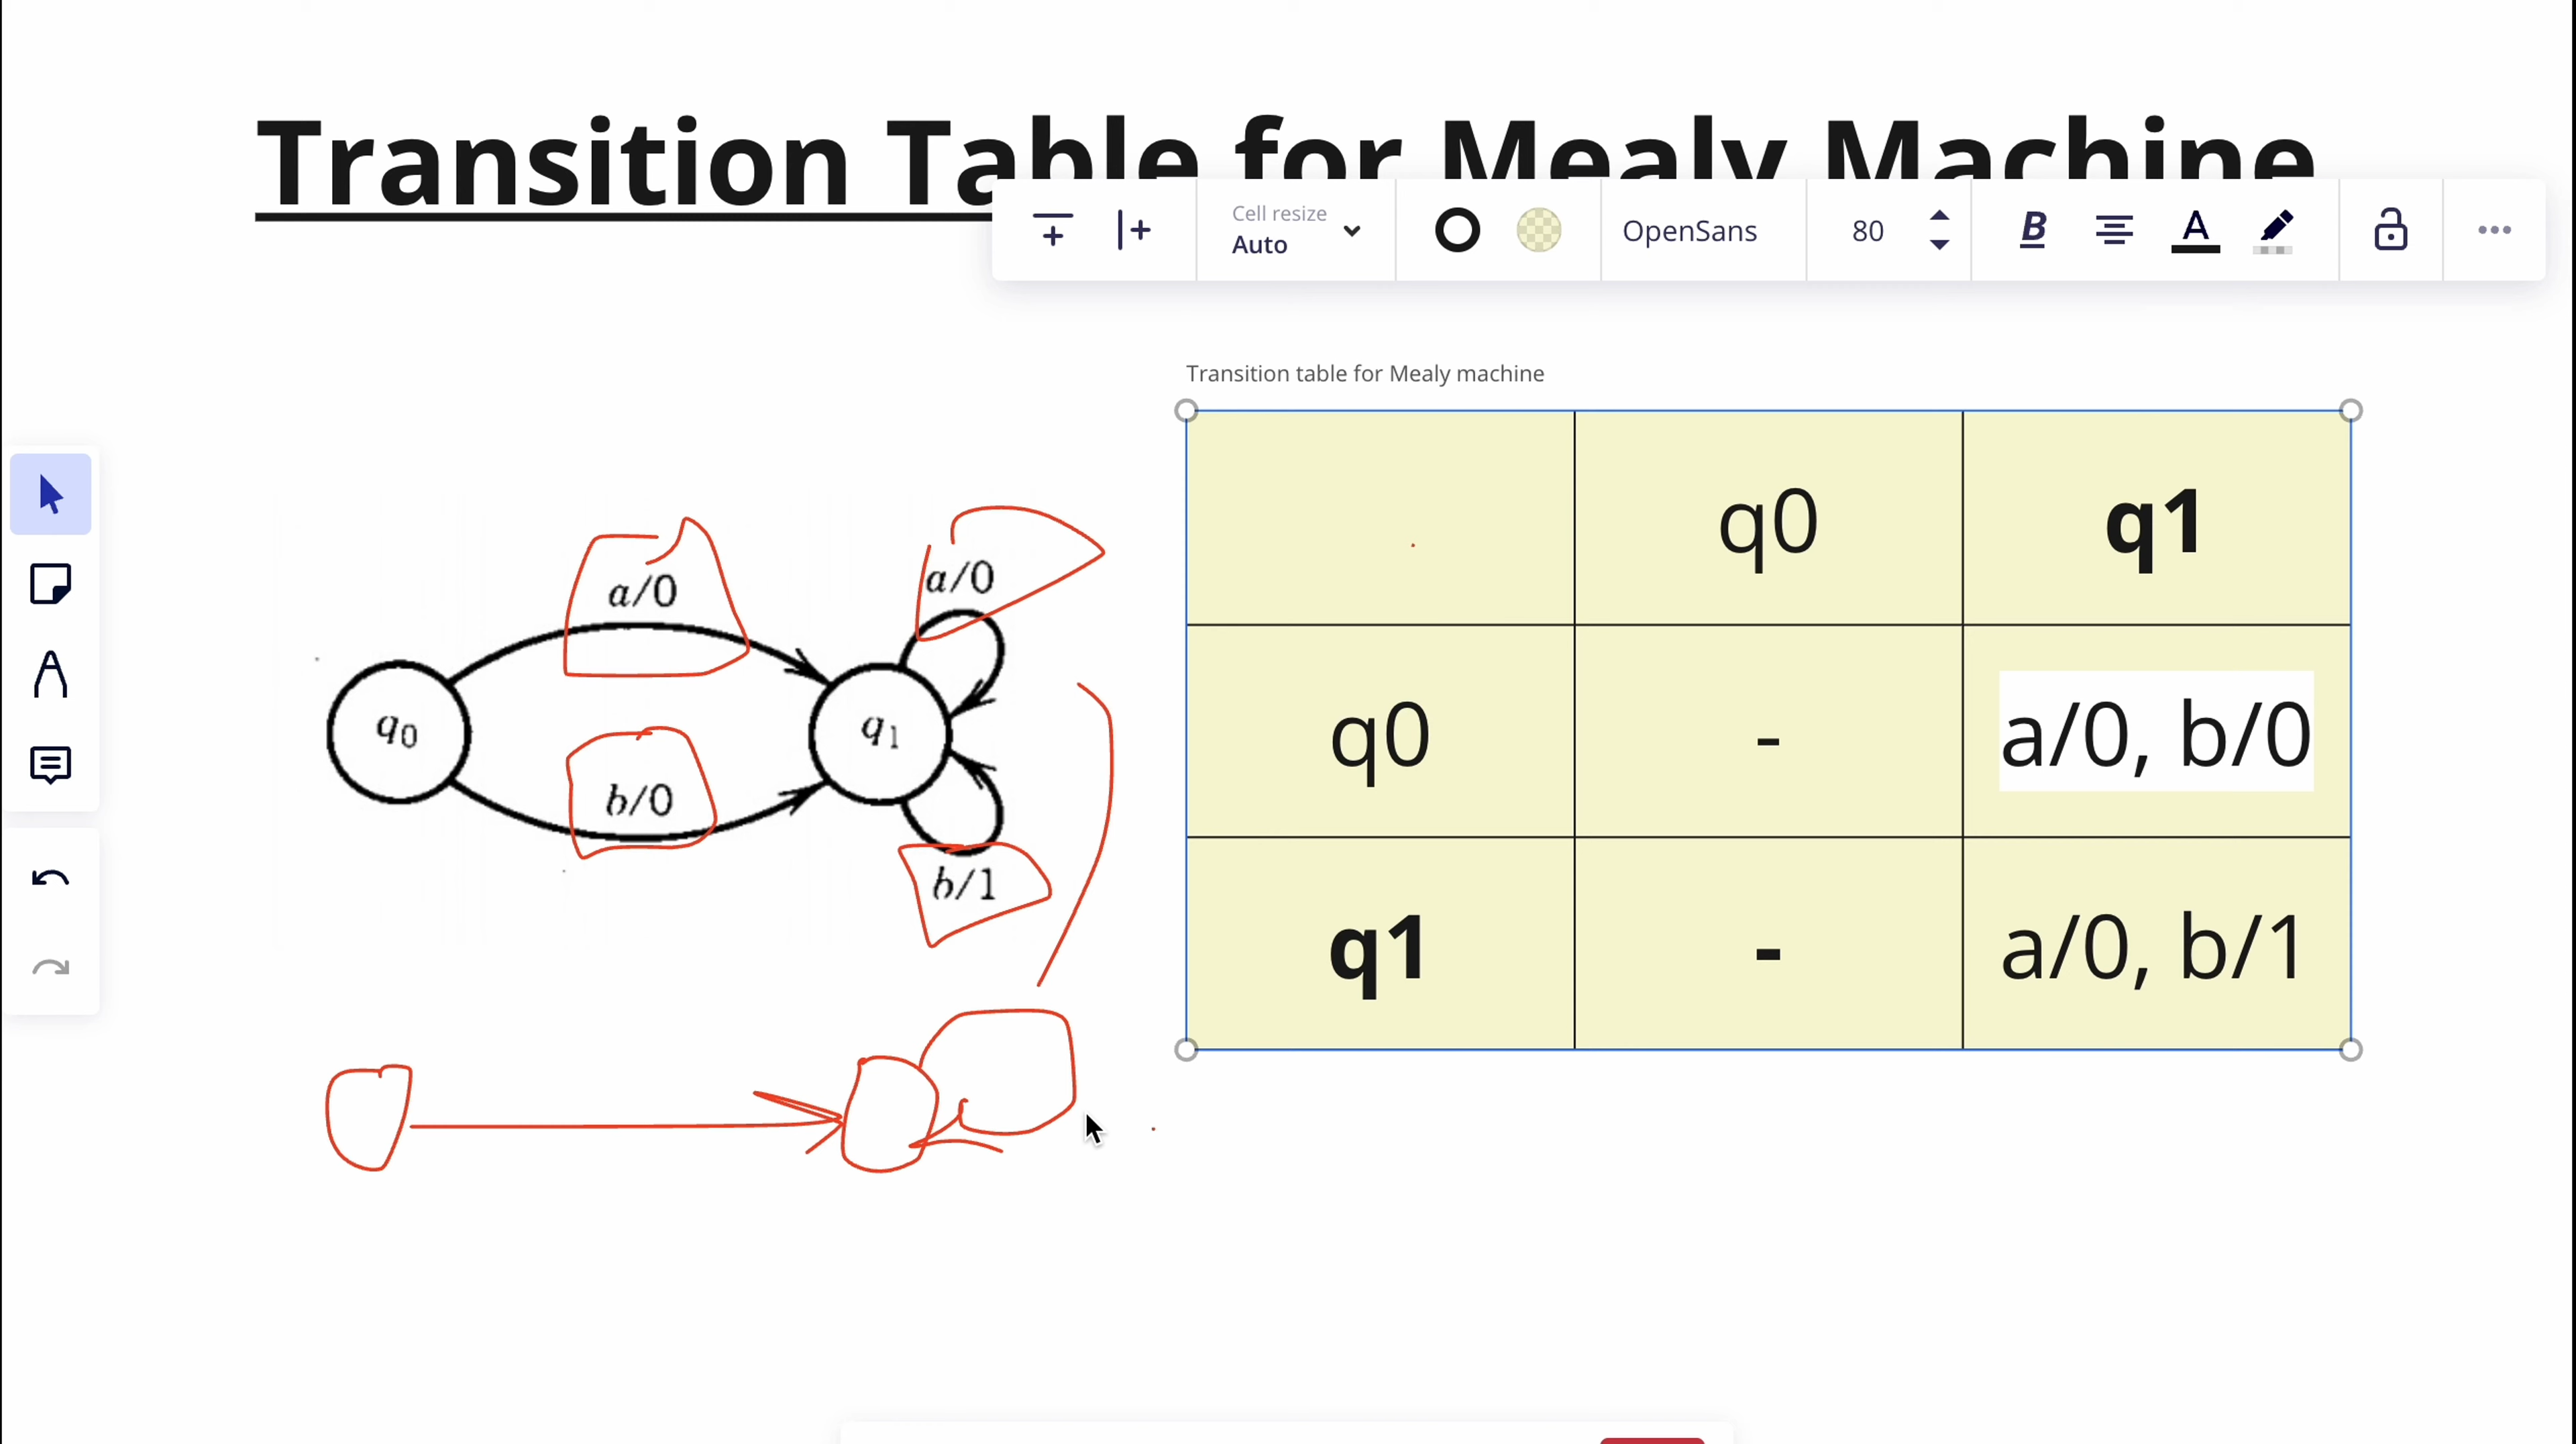 Transition Table for Mealy Machine
Cell resize
Auto
OpenSans
80
B
A
Transition table for Mealy machine
q0 q1
q0 - a/0, b/0
q1 - a/0, b/1
a/0
a/0
q0
q1
b/0
b/1